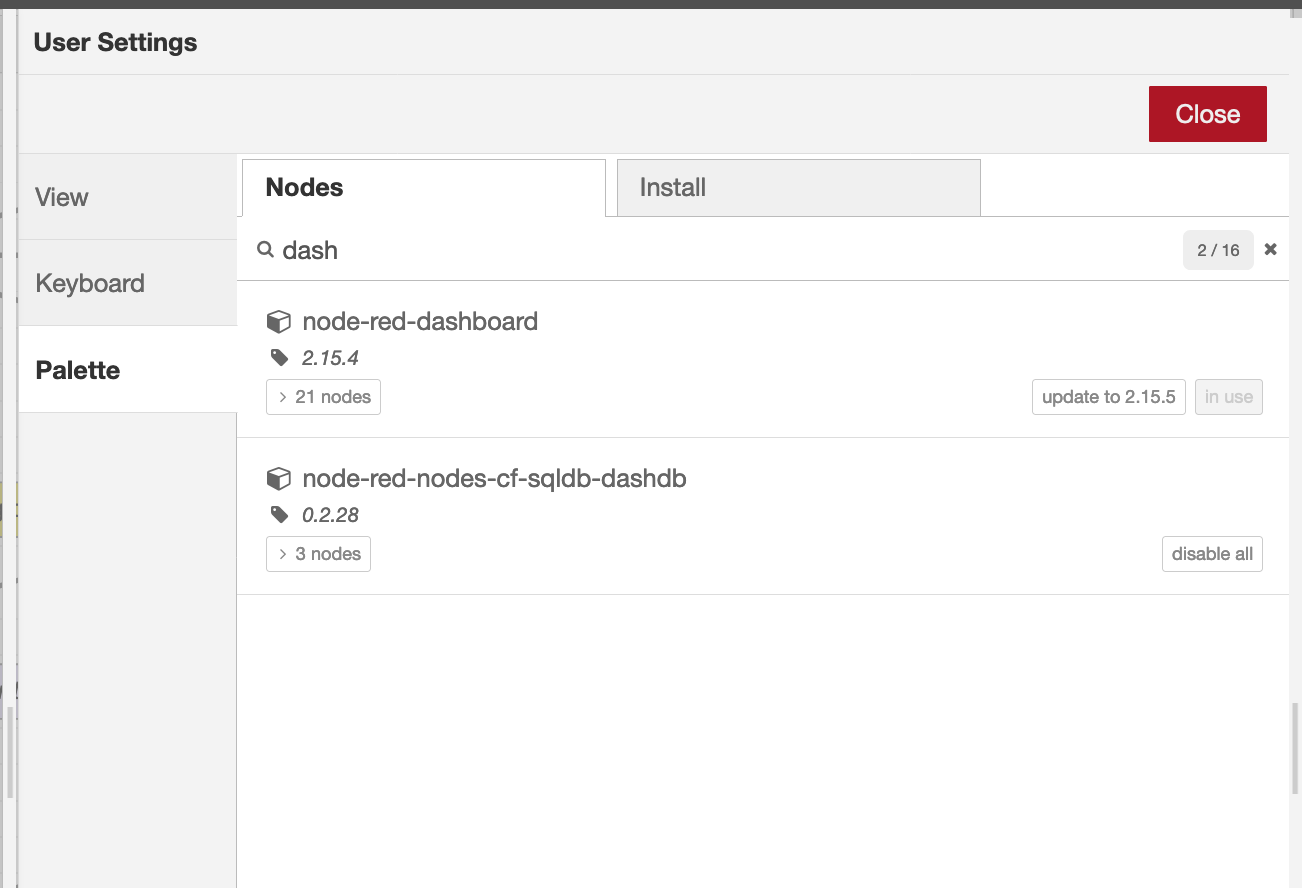 User Settings
Close
View
Keyboard
Palette
Nodes
Install
dash
2 / 16
node-red-dashboard
2.15.4
21 nodes
update to 2.15.5
in use
node-red-nodes-cf-sqldb-dashdb
0.2.28
3 nodes
disable all